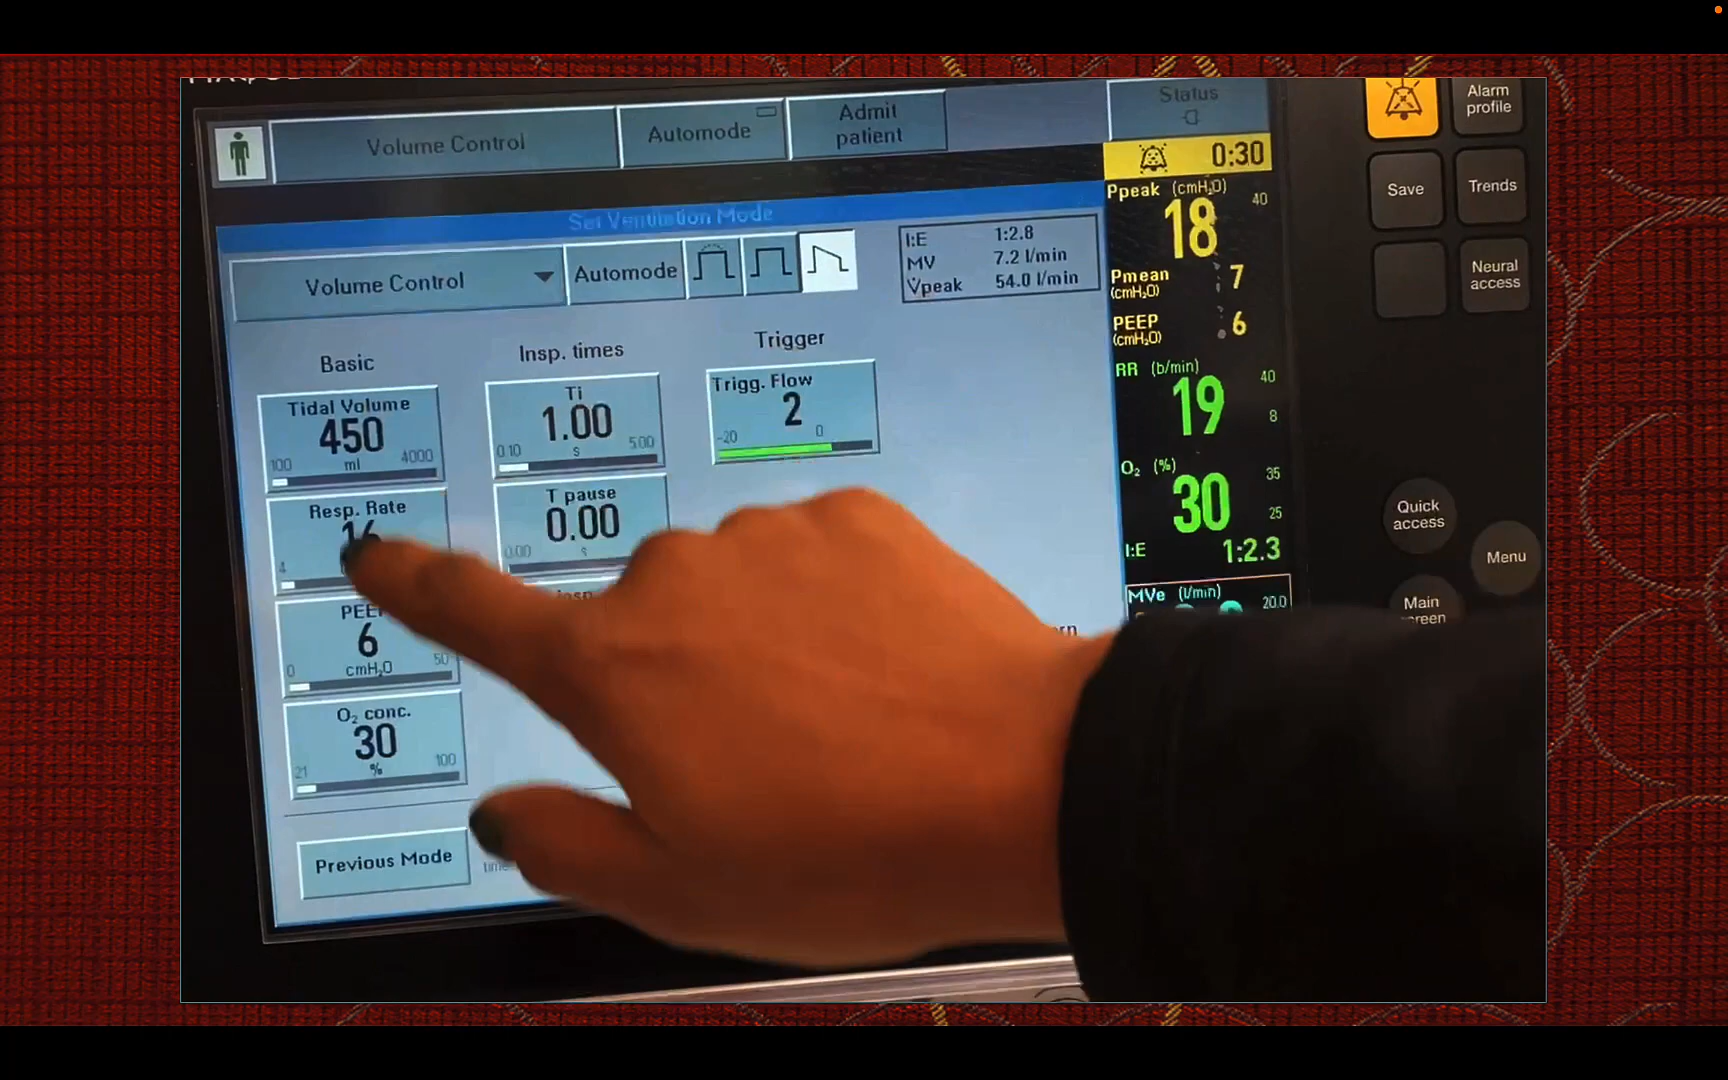 Volume Control
Automode
Admit
patient
Status
Alarm
profile
0:30
Save
Trends
Set Ventilation Mode
Volume Control
Automode
I:E 1:2.8
MV 7.2 l/min
V̇peak 54.0 l/min
Ppeak (cmH₂O)
18
40
Neural
access
Pmean
(cmH₂O)
7
PEEP
(cmH₂O)
6
Basic
Insp. times
Trigger
Tidal Volume
450
100 ml 4000
Ti
1.00
0.10 s 5.00
Trigg. Flow
2
-20 0
RR (b/min)
19
40
8
Resp. Rate
16
4
T pause
0.00
0.00 s
O₂ (%)
30
35
25
Quick
access
I:E 1:2.3
Menu
PEEP
6
0 cmH₂O 50
MVe (l/min)
20.0
Main
O₂ conc.
30
21 % 100
Previous Mode